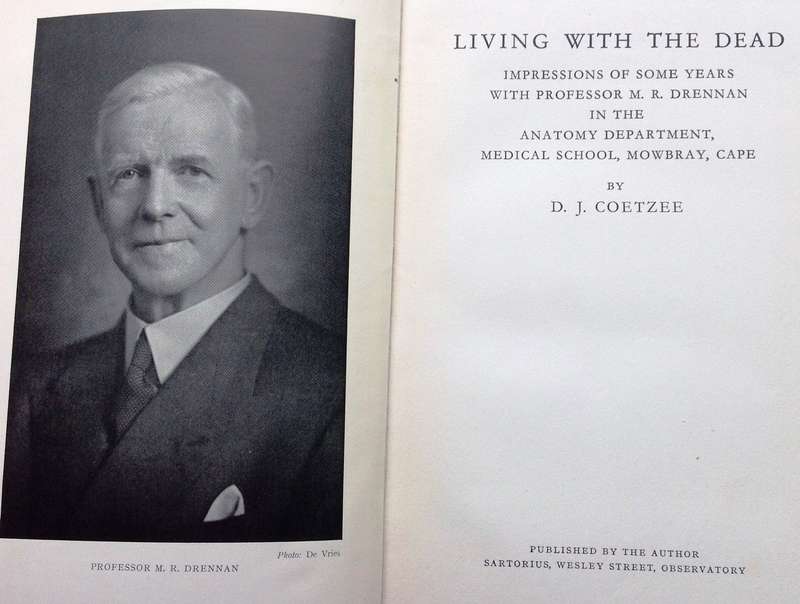 Photo: De Vries
PROFESSOR M. R. DRENNAN
LIVING WITH THE DEAD
IMPRESSIONS OF SOME YEARS
WITH PROFESSOR M. R. DRENNAN
IN THE
ANATOMY DEPARTMENT,
MEDICAL SCHOOL, MOWBRAY, CAPE
BY
D. J. COETZEE
PUBLISHED BY THE AUTHOR
SARTORIUS, WESLEY STREET, OBSERVATORY